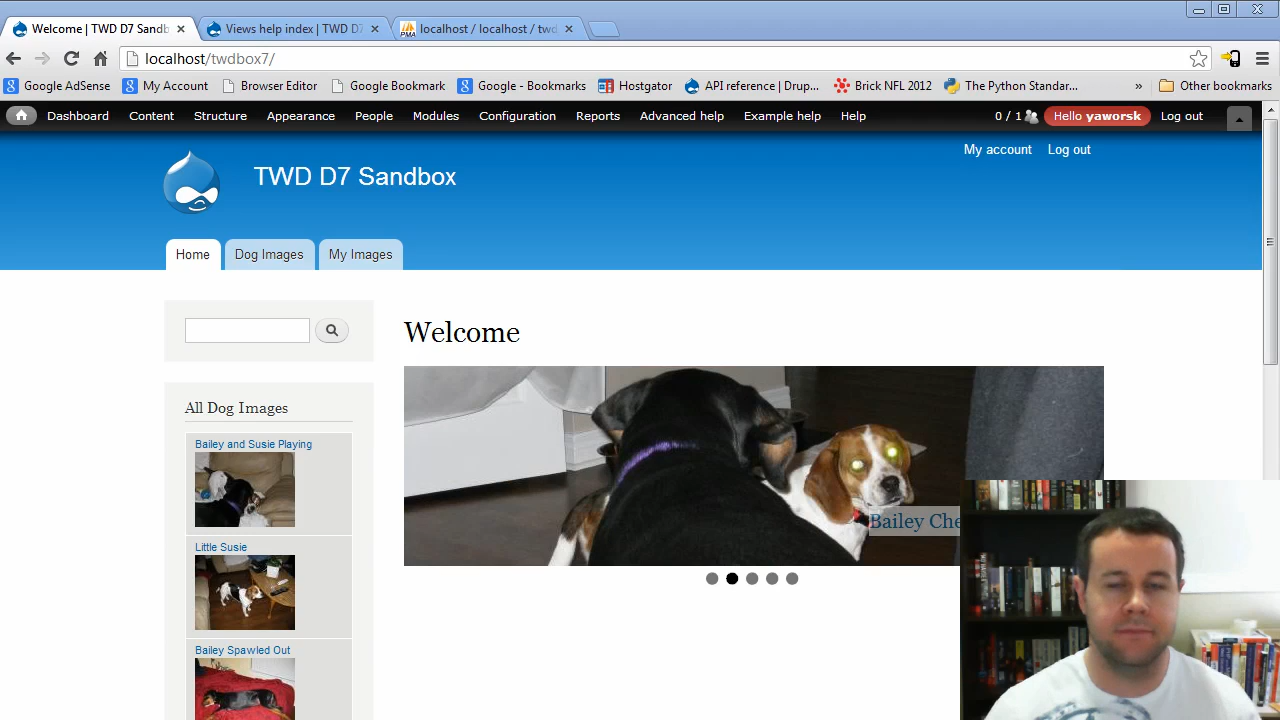 Welcome | TWD D7 Sandb
Views help index | TWD D7
localhost / localhost / twd
localhost/twdbox7/
Google AdSense
My Account
Browser Editor
Google Bookmark
Google - Bookmarks
Hostgator
API reference | Drup...
Brick NFL 2012
The Python Standar...
»
Other bookmarks
Dashboard
Content
Structure
Appearance
People
Modules
Configuration
Reports
Advanced help
Example help
Help
0 / 1
Hello yaworsk
Log out
My account
Log out
TWD D7 Sandbox
Home
Dog Images
My Images
Welcome
All Dog Images
Bailey and Susie Playing
Little Susie
Bailey Spawled Out
Bailey Che